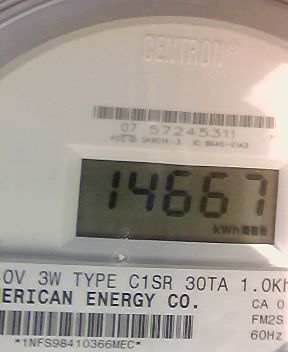 CENTRON®
07 57245311
14667
kWh
0V 3W TYPE C1SR 30TA 1.0Kh
ERICAN ENERGY CO.
CA 0
FM2S
60Hz
*1NFS98410366MEC*